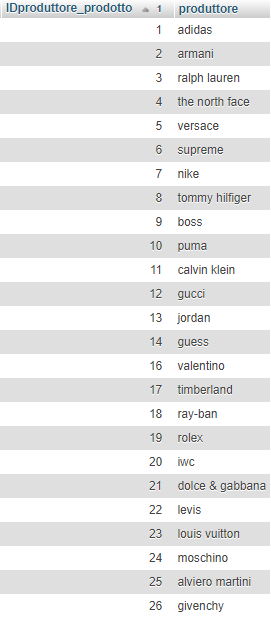 IDproduttore_prodotto 1 produttore
1 adidas
2 armani
3 ralph lauren
4 the north face
5 versace
6 supreme
7 nike
8 tommy hilfiger
9 boss
10 puma
11 calvin klein
12 gucci
13 jordan
14 guess
16 valentino
17 timberland
18 ray-ban
19 rolex
20 iwc
21 dolce & gabbana
22 levis
23 louis vuitton
24 moschino
25 alviero martini
26 givenchy